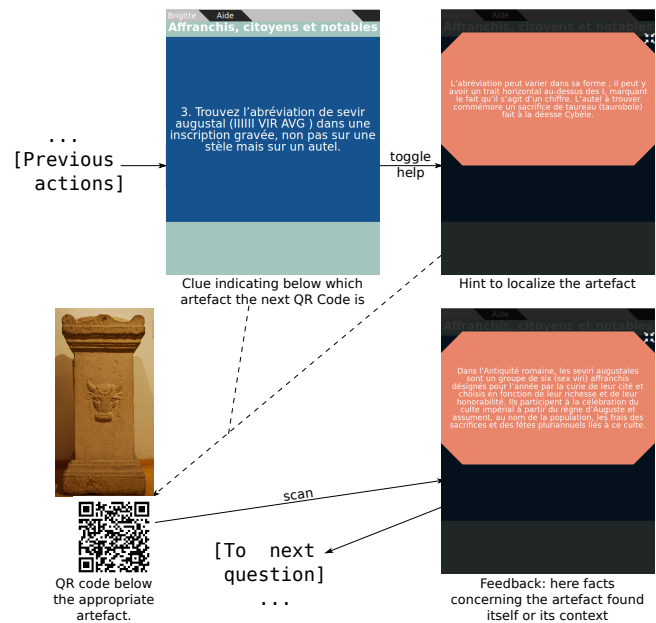 Brigitte Aide
Affranchis, citoyens et notables
3. Trouvez l'abréviation de sevir
augustal (IIIIII VIR AVG ) dans une
inscription gravée, non pas sur une
stèle mais sur un autel.
...
[Previous
actions]
toggle
help
L'abréviation peut varier dans sa forme : il peut y
avoir un trait horizontal au-dessus des I, marquant
le fait qu'il s'agit d'un chiffre. L'autel à trouver
commémore un sacrifice de taureau (taurobole)
fait à la déesse Cybèle.
Clue indicating below which
artefact the next QR Code is
Hint to localize the artefact
Brigitte Aide
Affranchis, citoyens et notables
Dans l'Antiquité romaine, les seviri augustales
sont un groupe de six (sex viri) affranchis
désignés pour l'année par la curie de leur cité et
choisis en fonction de leur richesse et de leur
honorabilité. Ils participent à la célébration du
culte impérial à partir du règne d'Auguste et
assument, au nom de la population, les frais des
sacrifices et des fêtes pluriannuels liés à ce culte.
scan
[To next
question]
...
QR code below
the appropriate
artefact.
Feedback: here facts
concerning the artefact found
itself or its context